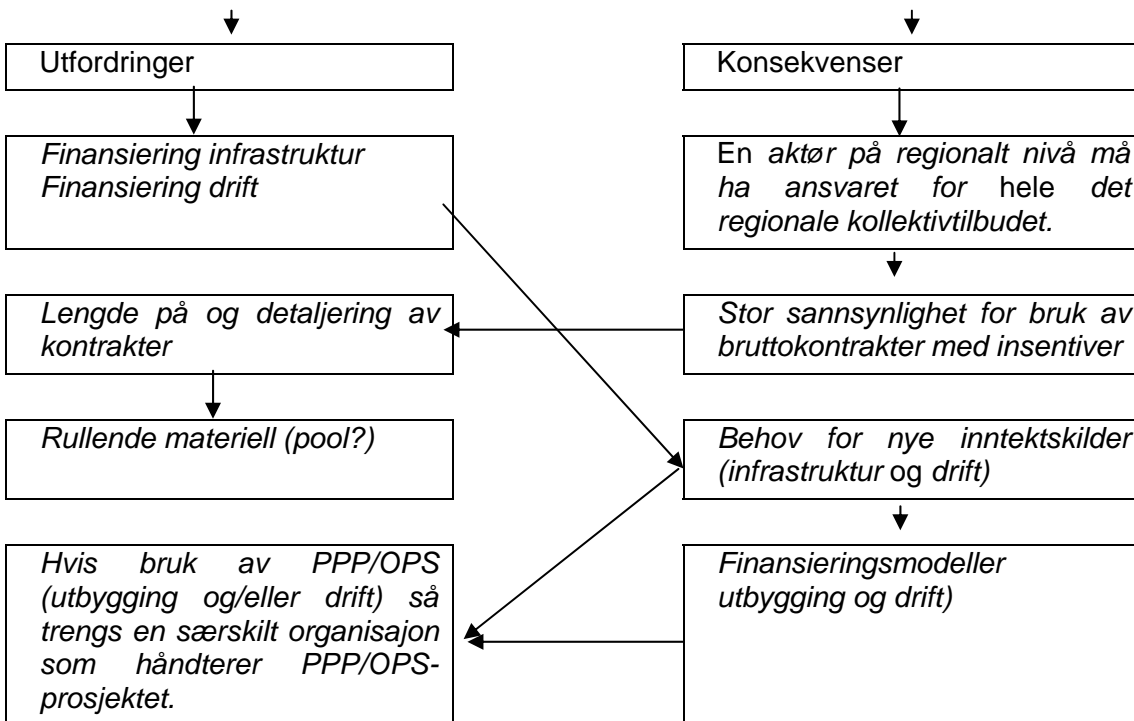 Utfordringer
Konsekvenser
Finansiering infrastruktur
Finansiering drift
En aktør på regionalt nivå må
ha ansvaret for hele det
regionale kollektivtilbudet.
Lengde på og detaljering av
kontrakter
Stor sannsynlighet for bruk av
bruttokontrakter med insentiver
Rullende materiell (pool?)
Behov for nye inntektskilder
(infrastruktur og drift)
Hvis bruk av PPP/OPS
(utbygging og/eller drift) så
trengs en særskilt organisajon
som håndterer PPP/OPS-
prosjektet.
Finansieringsmodeller
utbygging og drift)